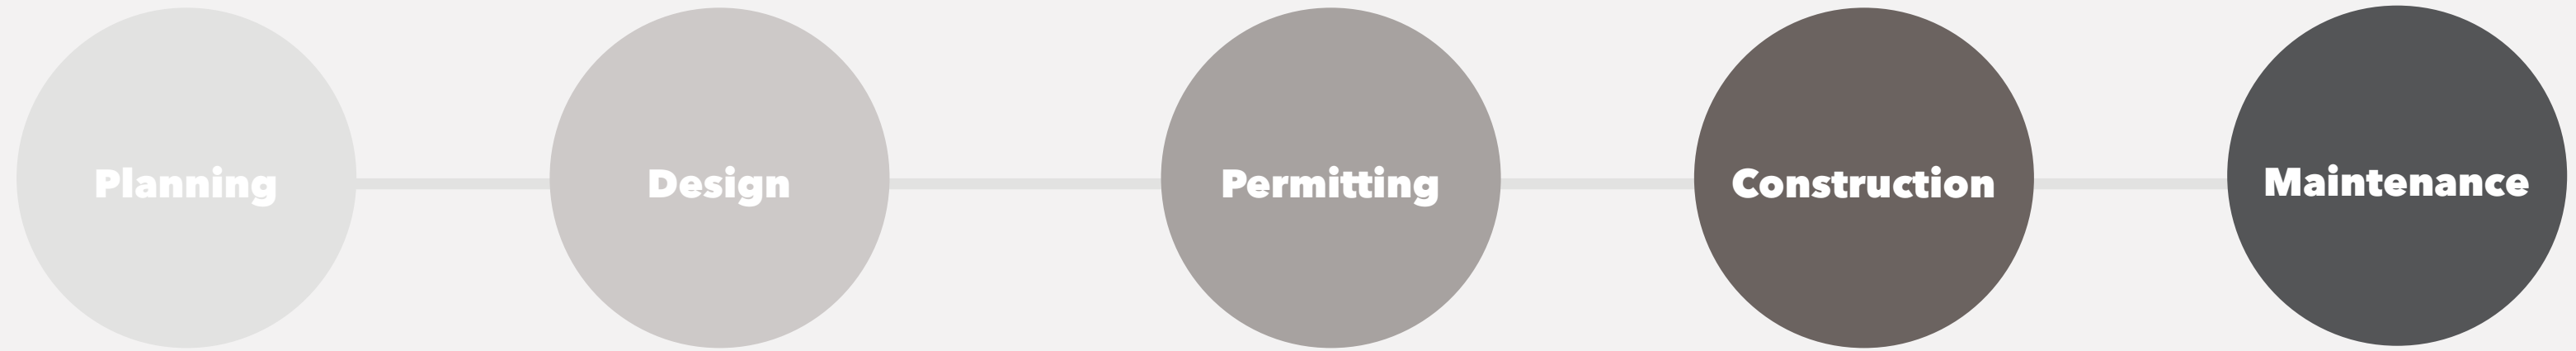 Planning
Design
Permitting
Construction
Maintenance